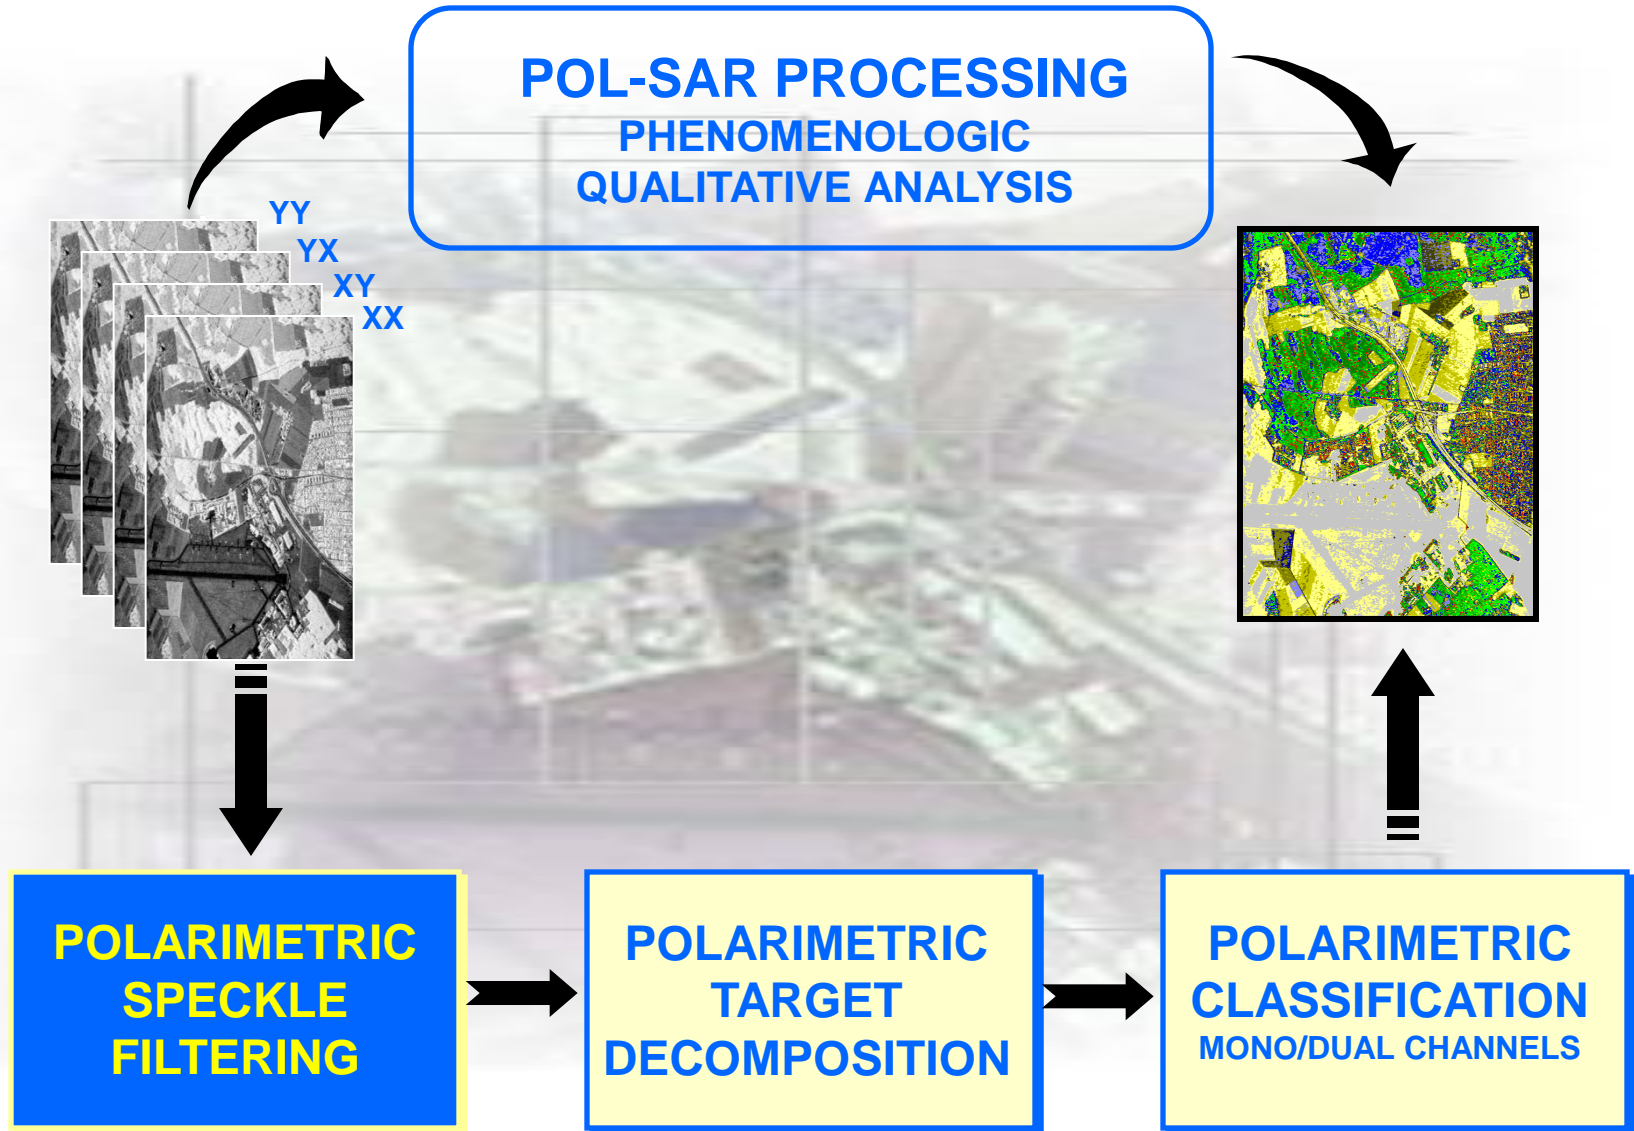 POL-SAR PROCESSING
PHENOMENOLOGIC
QUALITATIVE ANALYSIS
YY
YX
XY
XX
POLARIMETRIC
SPECKLE
FILTERING
POLARIMETRIC
TARGET
DECOMPOSITION
POLARIMETRIC
CLASSIFICATION
MONO/DUAL CHANNELS